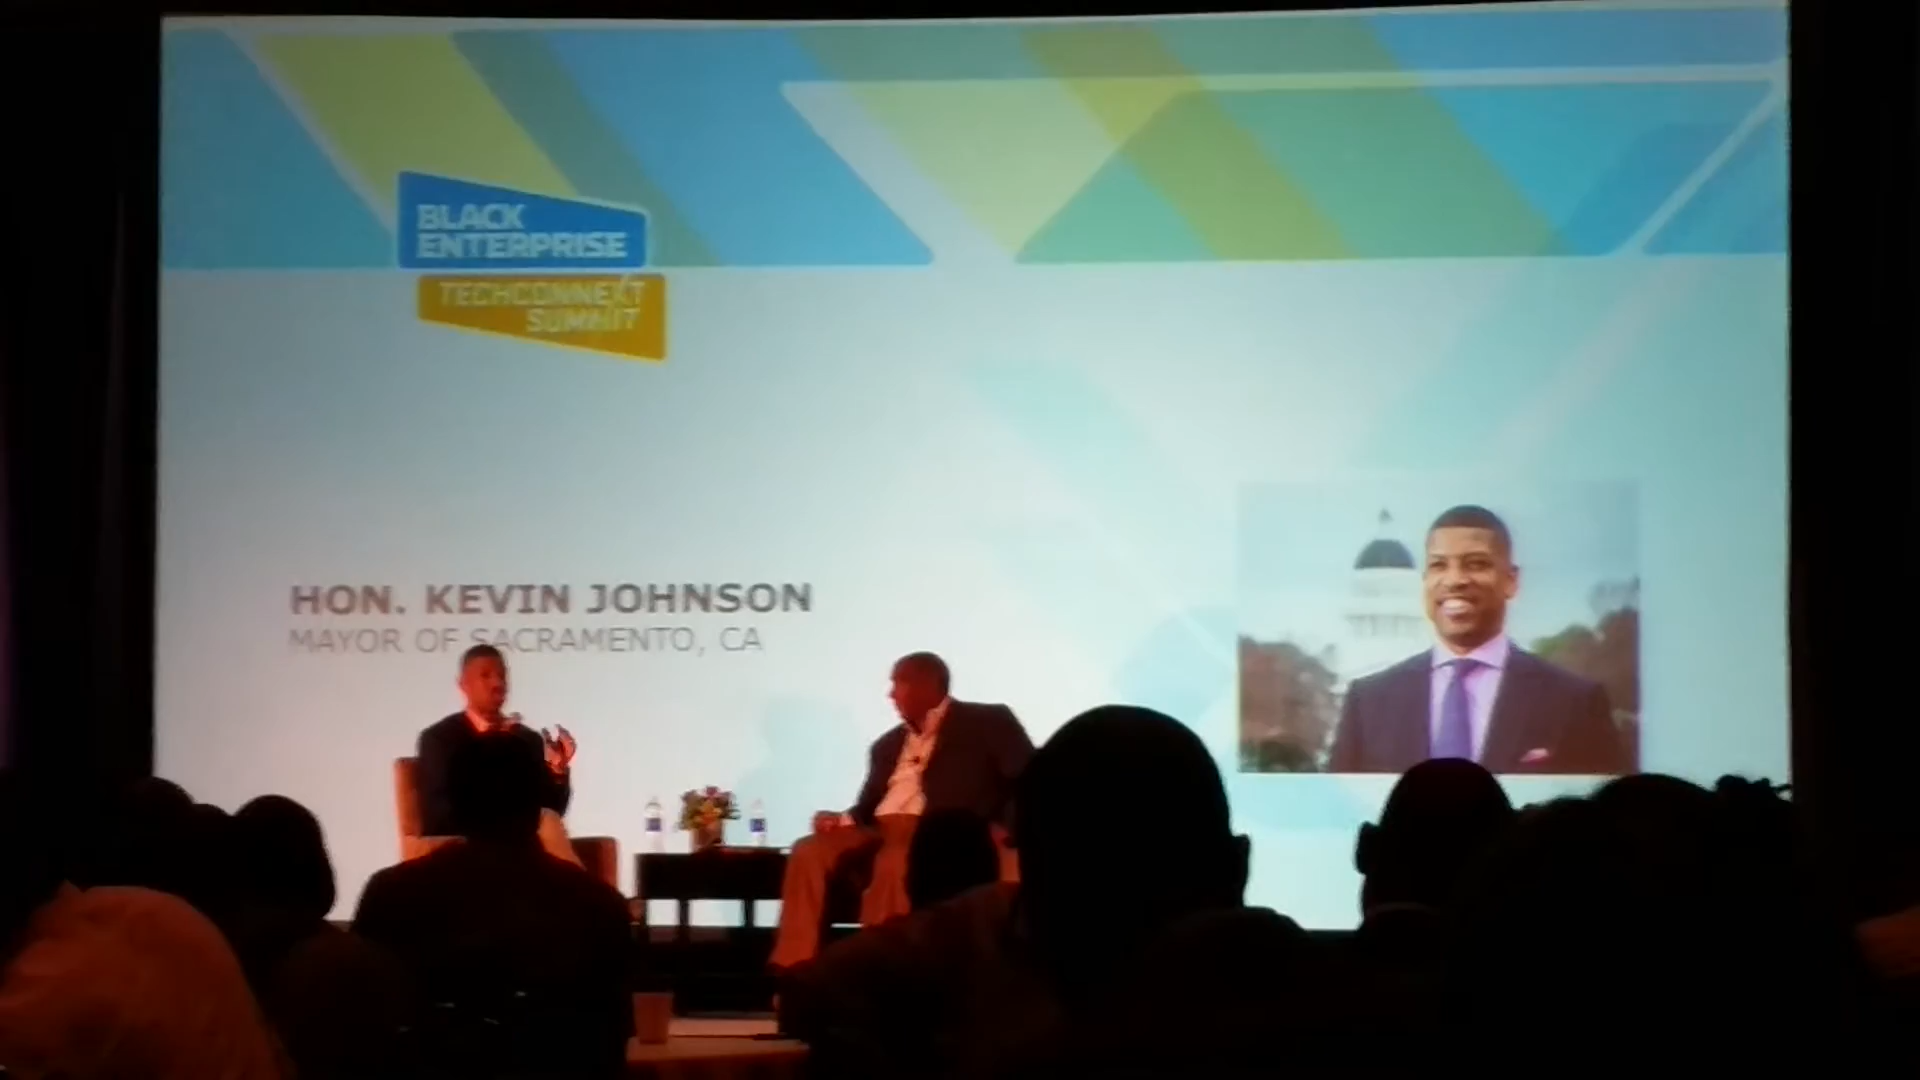 BLACK
ENTERPRISE
TECHCONNEXT
SUMMIT
HON. KEVIN JOHNSON
MAYOR OF SACRAMENTO, CA